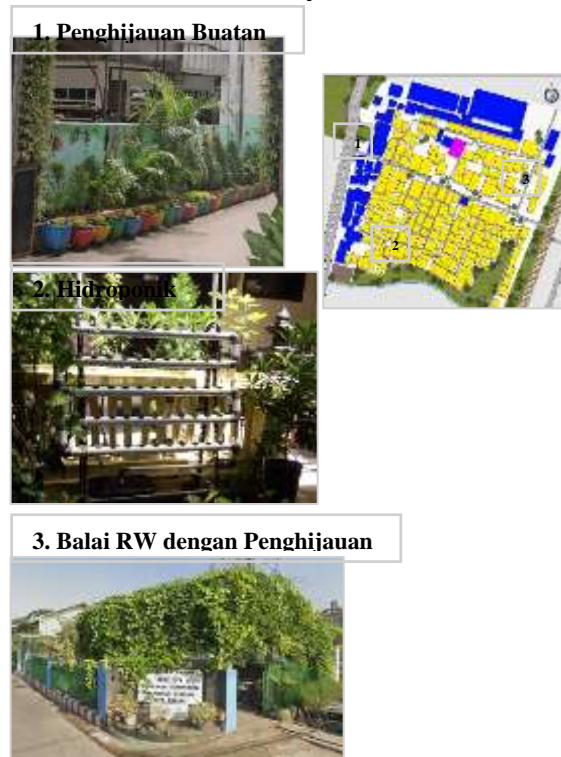 1. Penghijauan Buatan
1
3
2
2. Hidroponik
3. Balai RW dengan Penghijauan